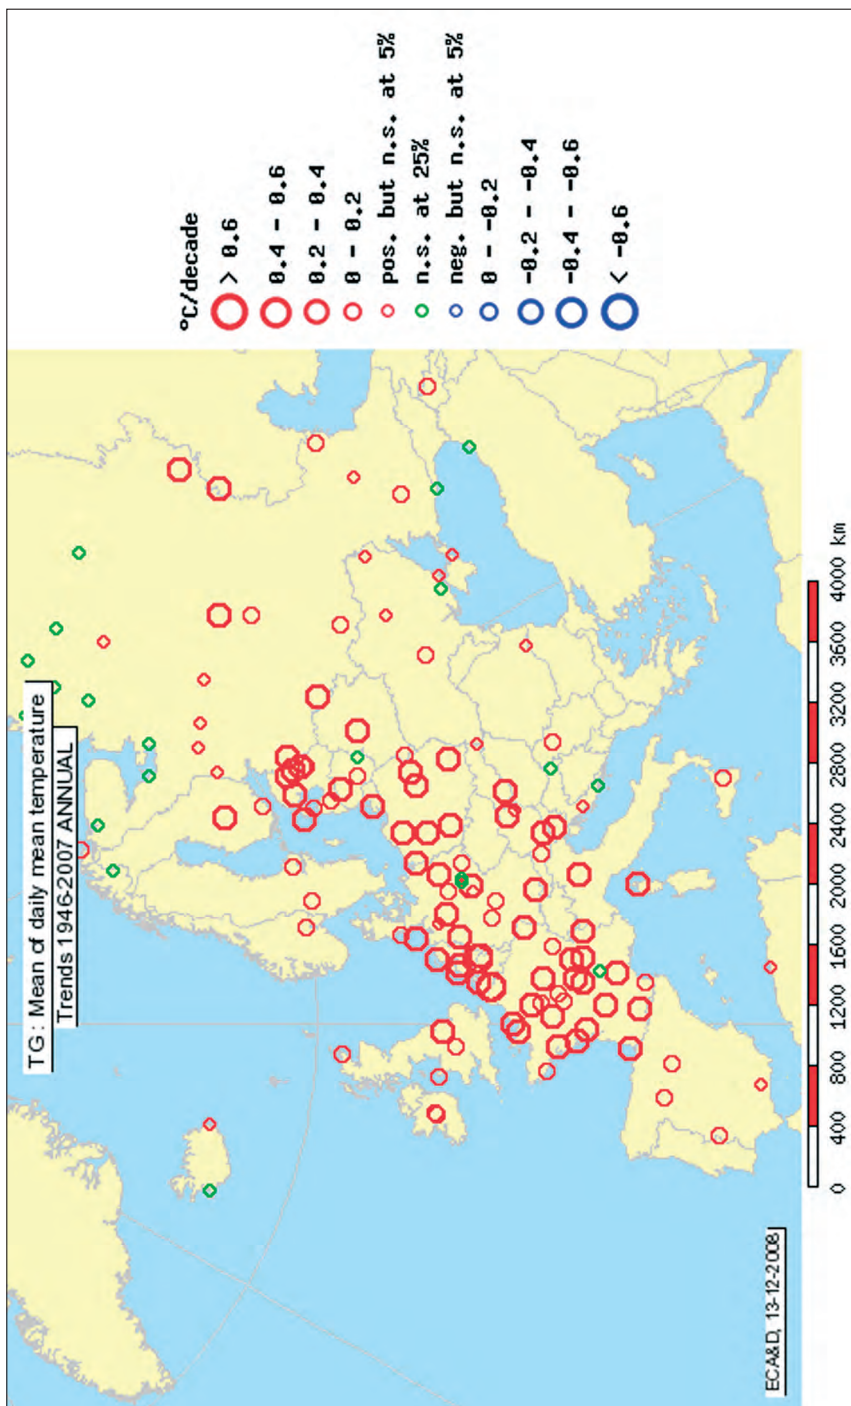 TG : Mean of daily mean temperature
Trends 1946-2007 ANNUAL
°C/decade
> 0.6
0.4 - 0.6
0.2 - 0.4
0 - 0.2
pos. but n.s. at 5%
n.s. at 25%
neg. but n.s. at 5%
0 - -0.2
-0.2 - -0.4
-0.4 - -0.6
< -0.6
ECA&D, 13-12-2008
0 400 800 1200 1600 2000 2400 2800 3200 3600 4000 km